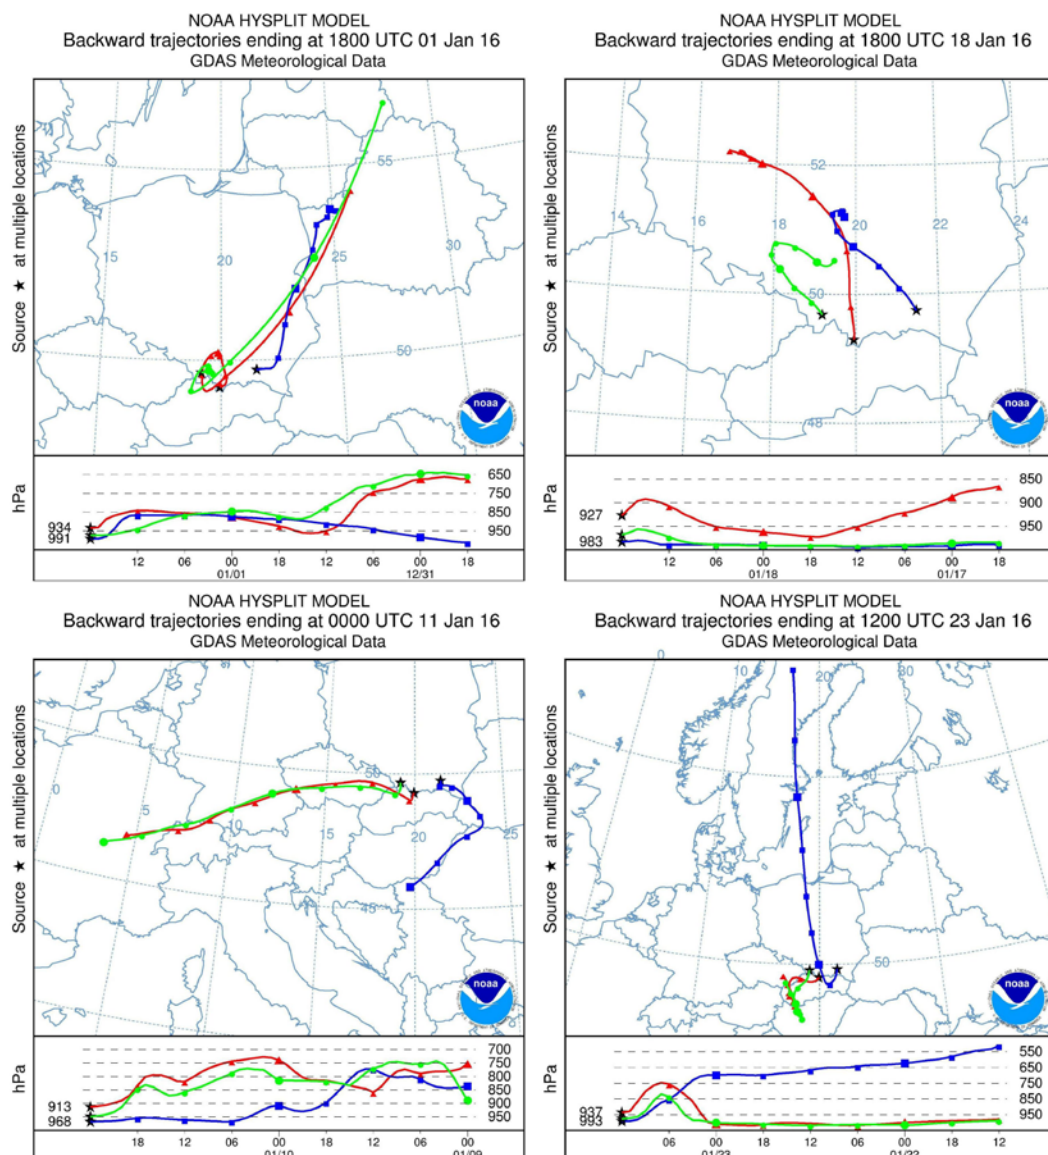 NOAA HYSPLIT MODEL
Backward trajectories ending at 1800 UTC 01 Jan 16
GDAS Meteorological Data
Source ★ at multiple locations
15
20
25
30
55
50
noaa
hPa
934
991
650
750
850
950
12 06 00 18 12 06 00 18
01/01 12/31
NOAA HYSPLIT MODEL
Backward trajectories ending at 1800 UTC 18 Jan 16
GDAS Meteorological Data
Source ★ at multiple locations
14 16 18 20 22 24
52
50
48
noaa
hPa
927
983
850
900
950
12 06 00 18 12 06 00 18
01/18 01/17
NOAA HYSPLIT MODEL
Backward trajectories ending at 0000 UTC 11 Jan 16
GDAS Meteorological Data
Source ★ at multiple locations
0 5 10 15 20 25
50
45
noaa
hPa
913
968
700
750
800
850
900
950
18 12 06 00 18 12 06 00
01/10 01/09
NOAA HYSPLIT MODEL
Backward trajectories ending at 1200 UTC 23 Jan 16
GDAS Meteorological Data
Source ★ at multiple locations
0 10 20 30
60
50
noaa
hPa
937
993
550
650
750
850
950
06 00 18 12 06 00 18 12
01/23 01/22